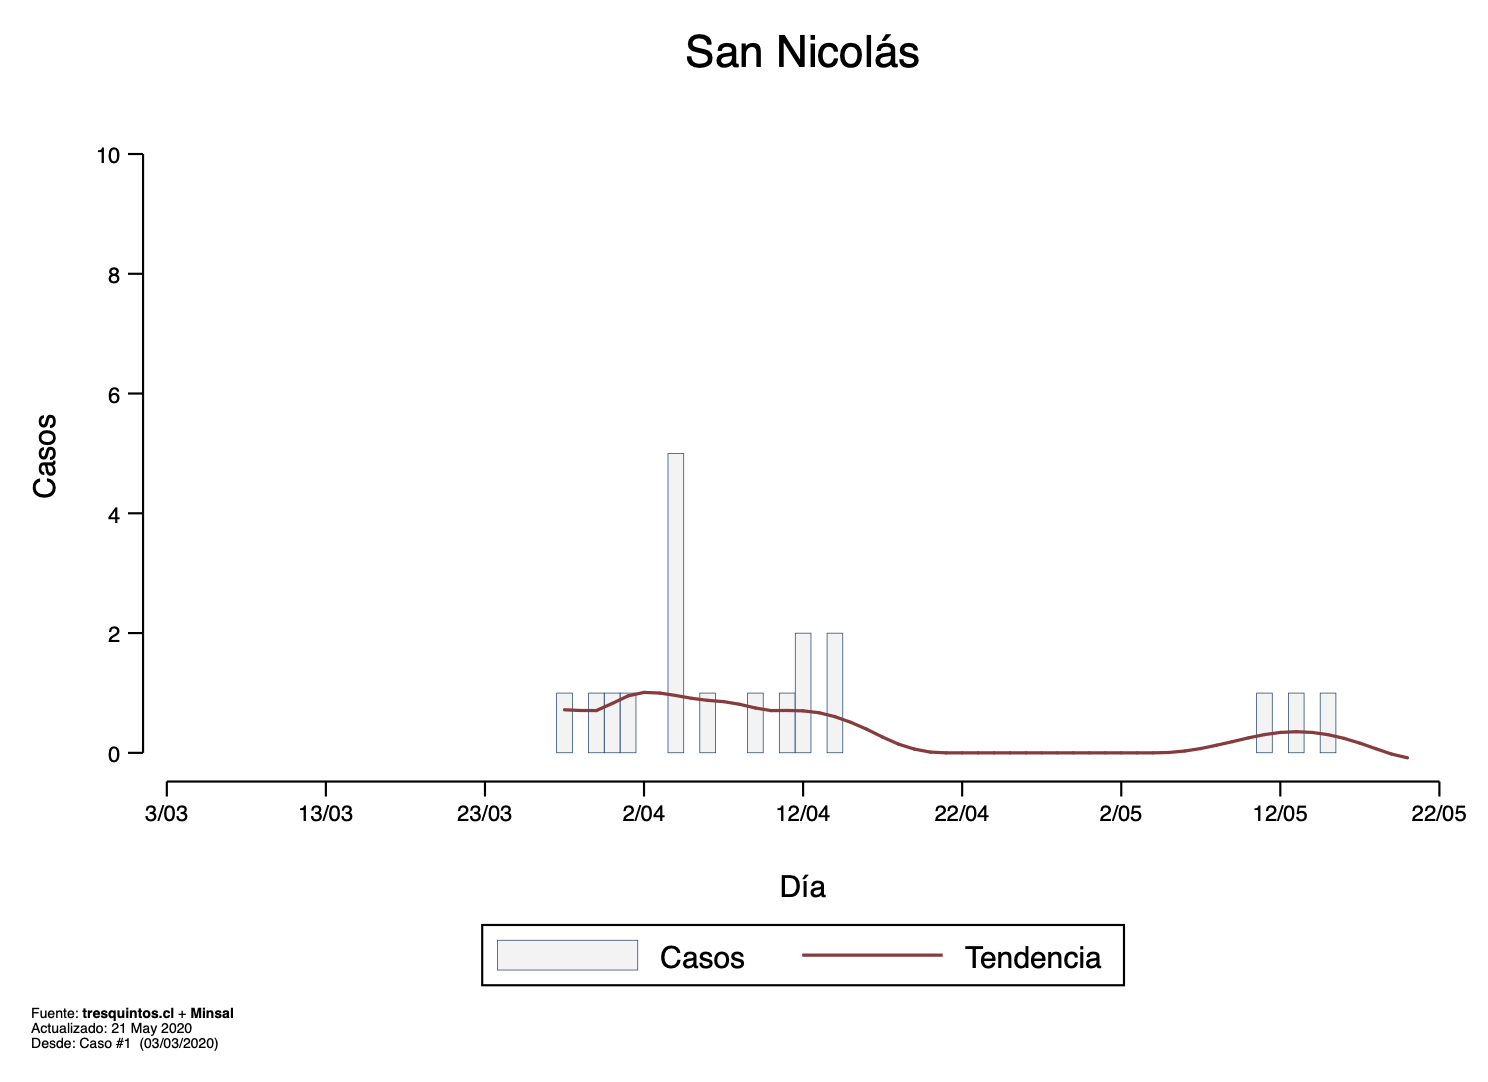 San Nicolás
10
8
6
4
2
0
Casos
3/03 13/03 23/03 2/04 12/04 22/04 2/05 12/05 22/05
Día
Casos Tendencia
Fuente: tresquintos.cl + Minsal
Actualizado: 21 May 2020
Desde: Caso #1 (03/03/2020)